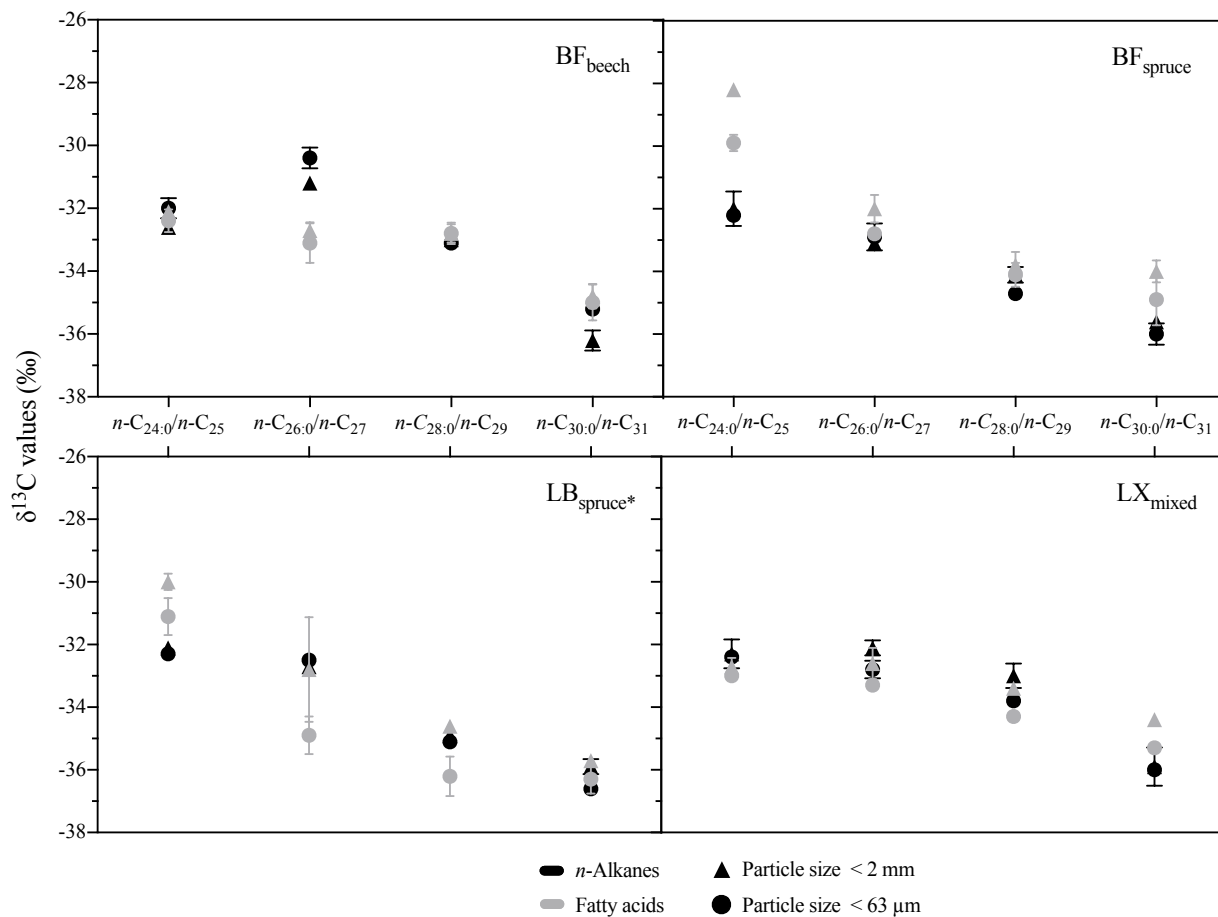 δ13C values (‰)
-26
-28
-30
-32
-34
-36
-38
BFbeech
BFspruce
n-C24:0/n-C25 n-C26:0/n-C27 n-C28:0/n-C29 n-C30:0/n-C31
n-C24:0/n-C25 n-C26:0/n-C27 n-C28:0/n-C29 n-C30:0/n-C31
-26
-28
-30
-32
-34
-36
-38
LBspruce*
LXmixed
n-Alkanes
Particle size < 2 mm
Fatty acids
Particle size < 63 μm